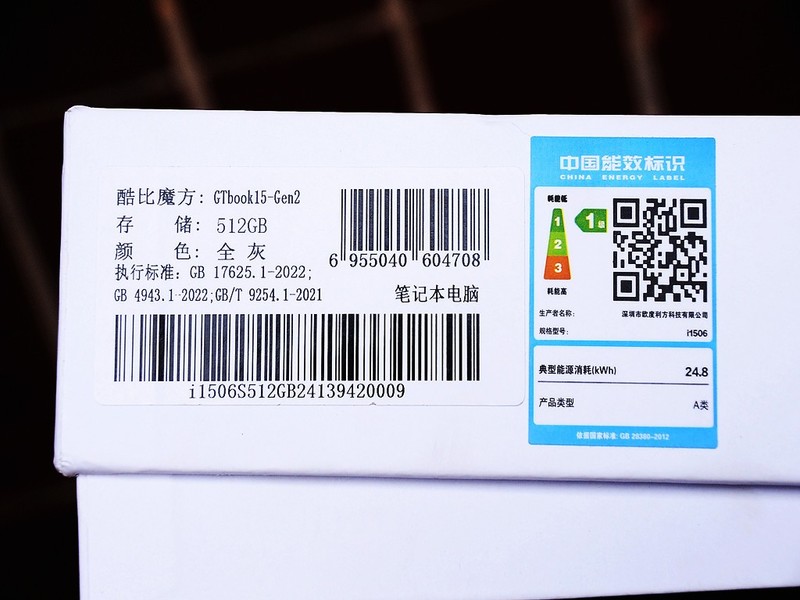 酷比魔方：GTbook15-Gen2
存　　储：512GB
颜　　色：全 灰
执行标准：GB 17625.1-2022;
GB 4943.1-2022;GB/T 9254.1-2021
6 955040 604708
笔记本电脑
i1506S512GB24139420009
中国能效标识
CHINA ENERGY LABEL
耗能低
1
2
3
耗能高
1级
生产者名称： 深圳市欧度利方科技有限公司
规格型号： i1506
典型能源消耗(kWh) 24.8
产品类型 A类
依据国家标准: GB 28380-2012